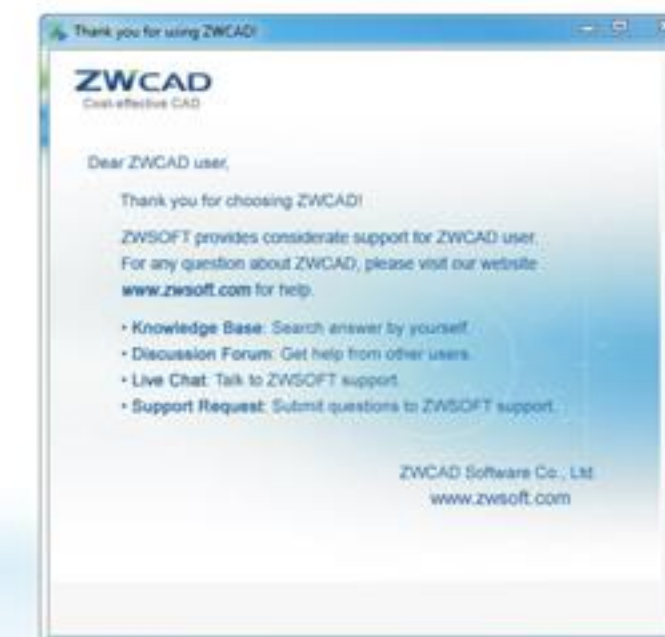 Thank you for using ZWCAD!
ZWCAD
Cost-effective CAD
Dear ZWCAD user,
Thank you for choosing ZWCAD!
ZWSOFT provides considerate support for ZWCAD user.
For any question about ZWCAD, please visit our website
www.zwsoft.com for help.
• Knowledge Base: Search answer by yourself.
• Discussion Forum: Get help from other users.
• Live Chat: Talk to ZWSOFT support.
• Support Request: Submit questions to ZWSOFT support.
ZWCAD Software Co., Ltd.
www.zwsoft.com